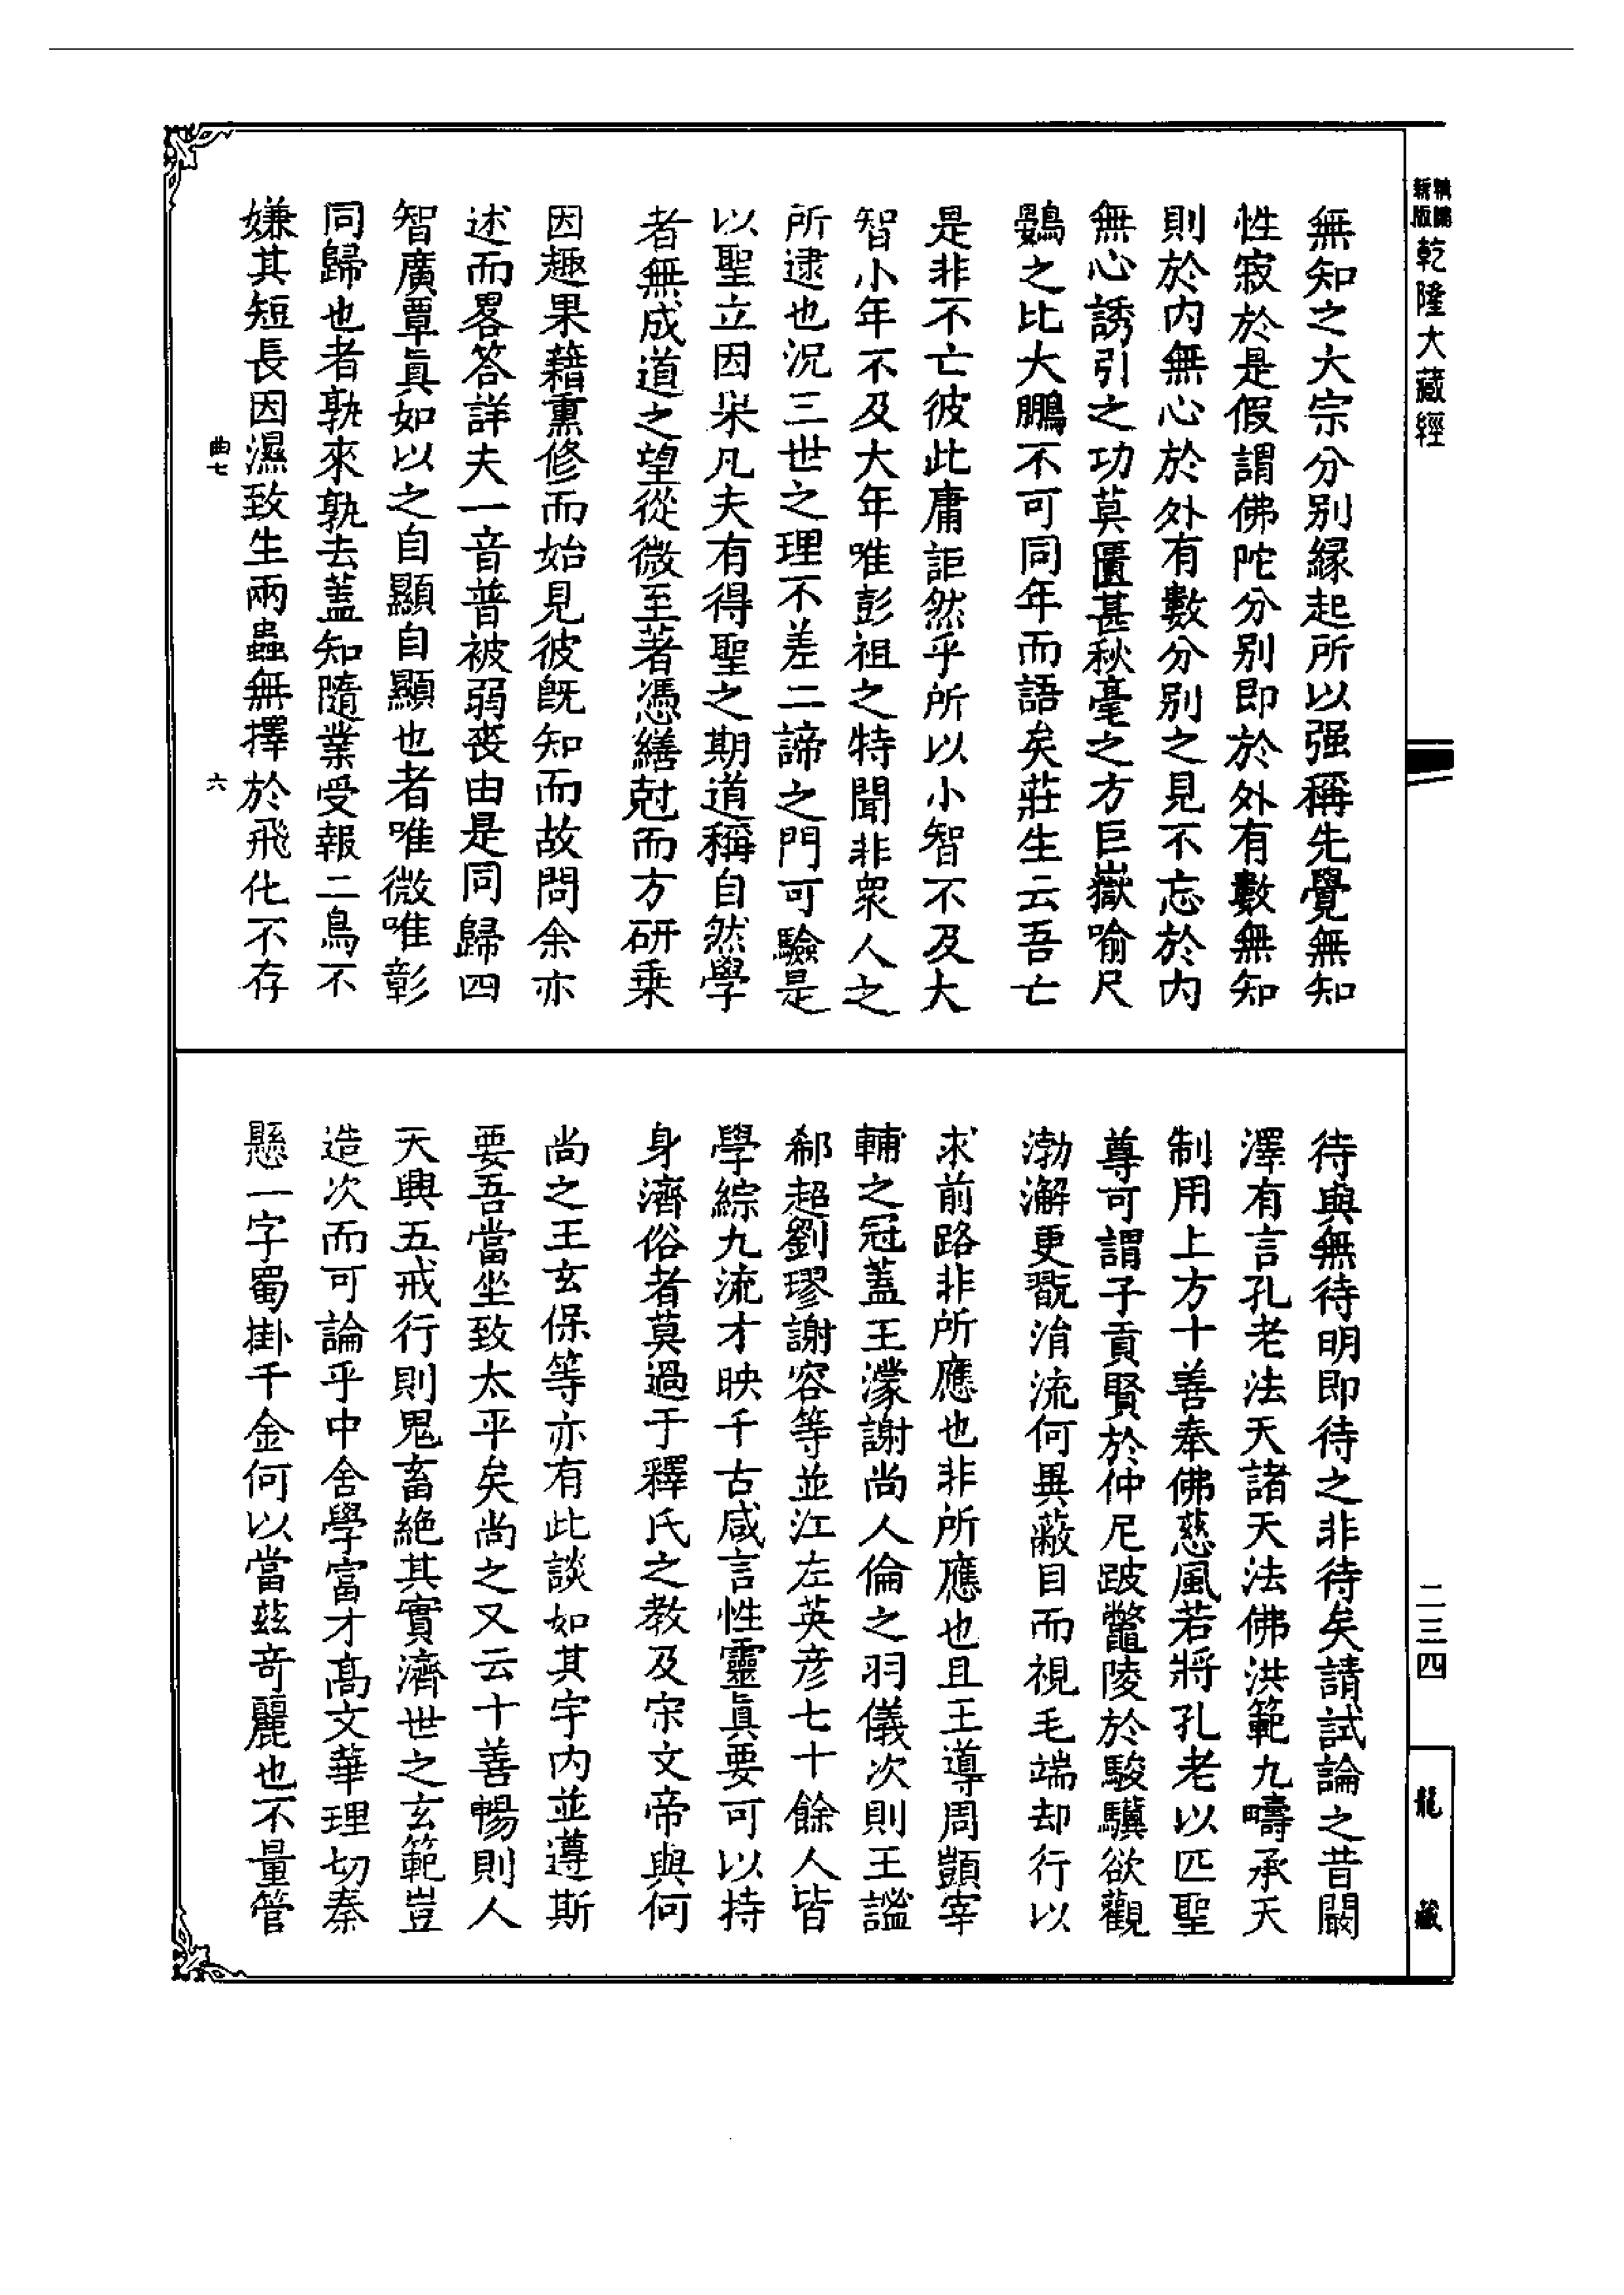 精編新版
乾隆大藏經
無知之大宗分别緣起所以强稱先覺無知
性寂於是假謂佛陀分别即於外有數無知
則於内無心於外有數分别之見不忘於内
無心誘引之功莫匱甚秋毫之方巨嶽喻尺
鷃之比大鵬不可同年而語矣莊生云吾亡
是非不亡彼此庸詎然乎所以小智不及大
智小年不及大年唯彭祖之特聞非衆人之
所逮也況三世之理不差二諦之門可驗是
以聖立因果凡夫有得聖之期道稱自然學
者無成道之望從微至著憑繕尅而方研乗
因趣果藉熏修而始見彼旣知而故問余亦
述而畧答詳夫一音普被弱喪由是同歸四
智廣覃眞如以之自顯自顯也者唯微唯彰
同歸也者孰來孰去蓋知隨業受報二鳥不
嫌其短長因濕致生兩蟲無擇於飛化不存
曲七
六
待與無待明即待之非待矣請試論之昔闞
澤有言孔老法天諸天法佛洪範九疇承天
制用上方十善奉佛慈風若將孔老以匹聖
尊可謂子貢賢於仲尼跛鼈陵於駿驥欲觀
渤澥更翫涓流何異蔽目而視毛端却行以
求前路非所應也非所應也且王導周顗宰
輔之冠蓋王濛謝尚人倫之羽儀次則王謐
郗超劉璆謝容等並江左英彦七十餘人皆
學綜九流才映千古咸言性靈眞要可以持
身濟俗者莫過于釋氏之教及宋文帝與何
尚之王玄保等亦有此談如其宇内並遵斯
要吾當坐致太平矣尚之又云十善暢則人
天興五戒行則鬼畜絶其實濟世之玄範豈
造次而可論乎中舍學富才髙文華理切秦
懸一字蜀掛千金何以當兹竒麗也不量管
二三四
龍藏